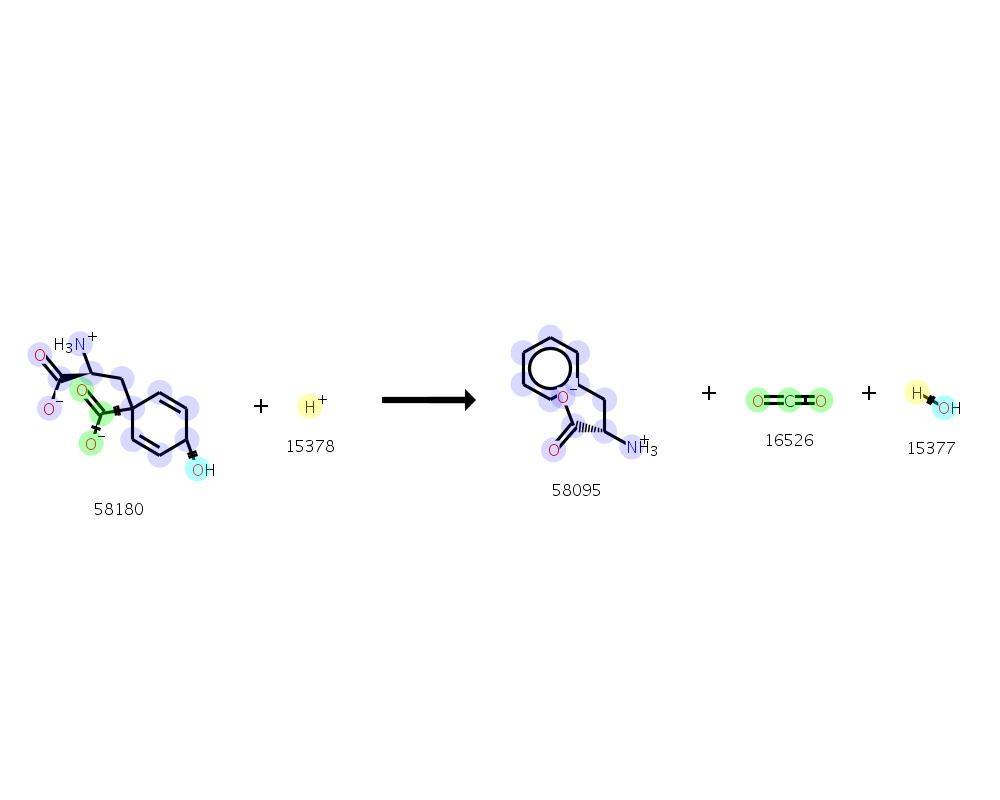 H3N+
O
O
O-
O-
O
OH
58180
+
H+
15378
O-
O
NH3+
58095
+
O C O
16526
+
H OH
15377